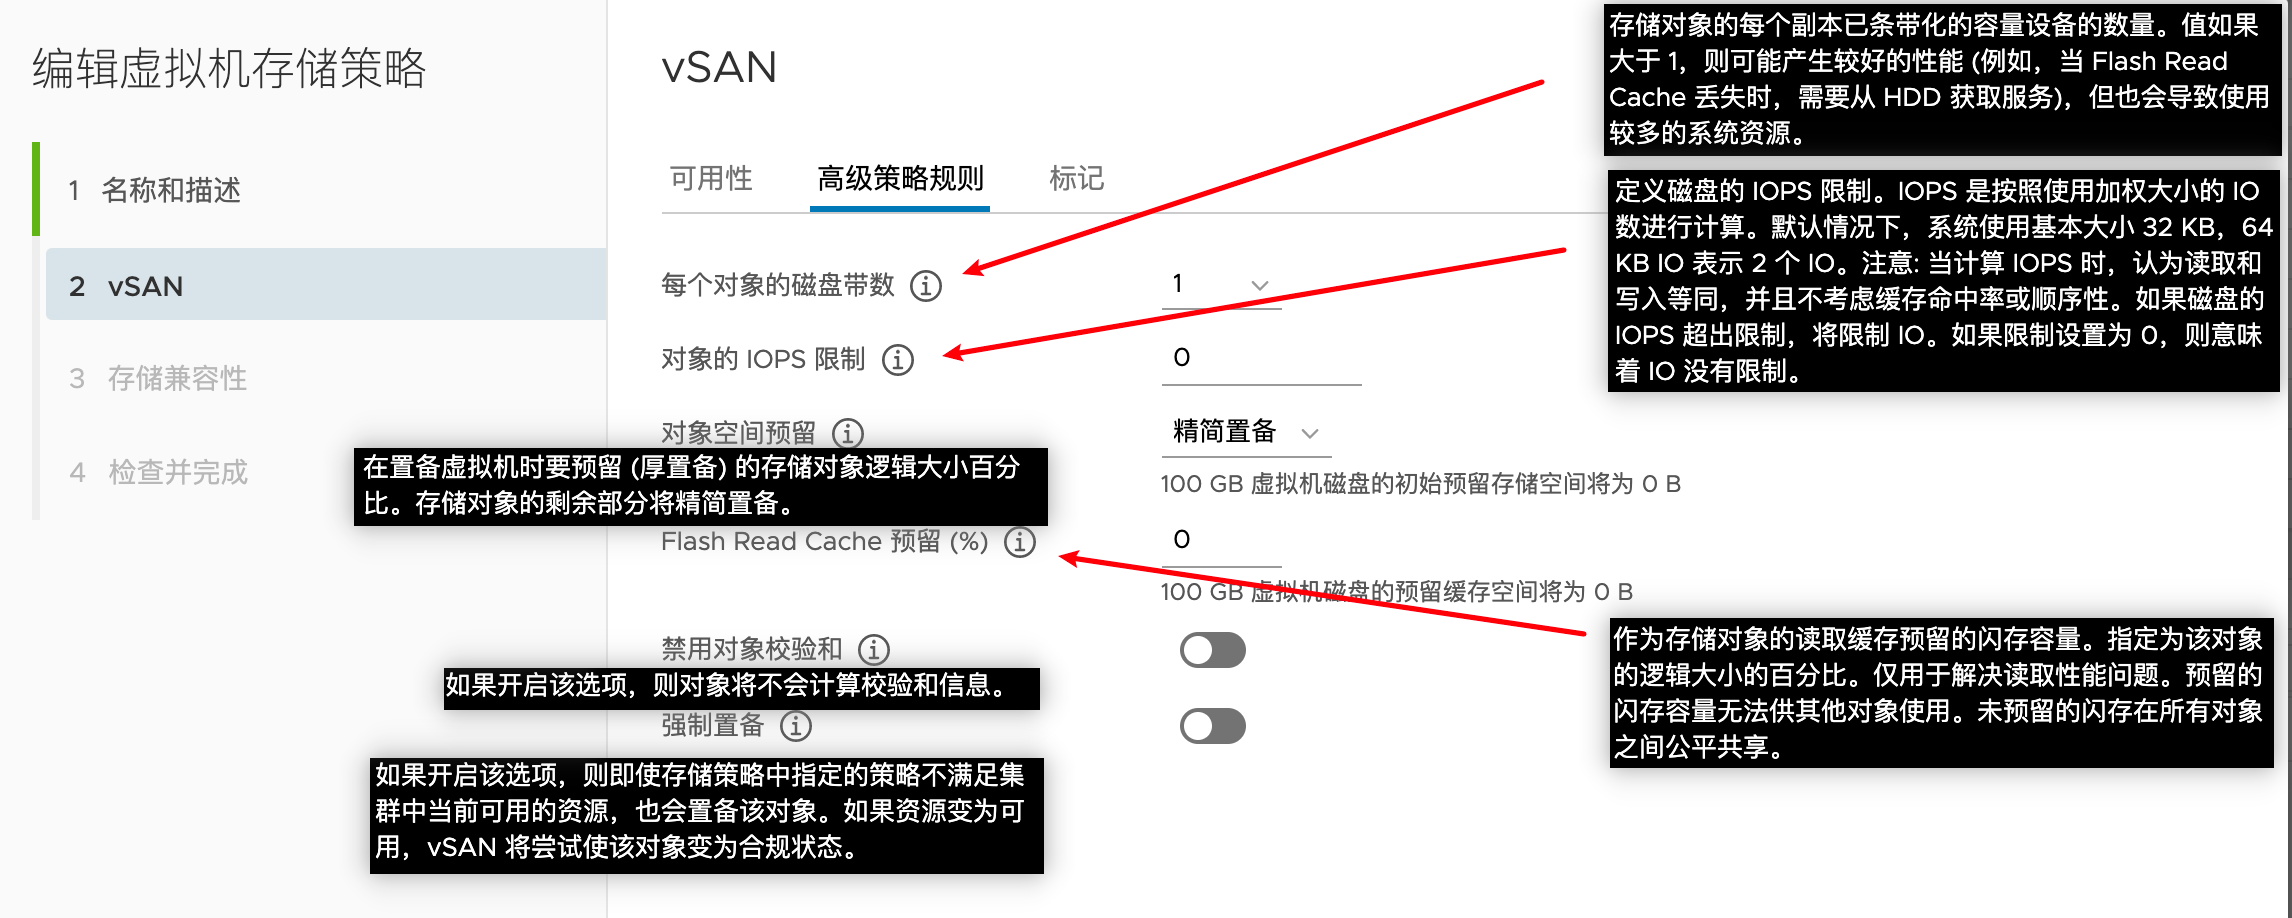 编辑虚拟机存储策略
1 名称和描述
2 vSAN
3 存储兼容性
4 检查并完成
vSAN
可用性 高级策略规则 标记
每个对象的磁盘带数 1
对象的 IOPS 限制 0
对象空间预留 精简置备
100 GB 虚拟机磁盘的初始预留存储空间将为 0 B
在置备虚拟机时要预留 (厚置备) 的存储对象逻辑大小百分
比。存储对象的剩余部分将精简置备。
Flash Read Cache 预留 (%) 0
100 GB 虚拟机磁盘的预留缓存空间将为 0 B
禁用对象校验和
如果开启该选项，则对象将不会计算校验和信息。
强制置备
如果开启该选项，则即使存储策略中指定的策略不满足集
群中当前可用的资源，也会置备该对象。如果资源变为可
用，vSAN 将尝试使该对象变为合规状态。
存储对象的每个副本已条带化的容量设备的数量。值如果
大于 1，则可能产生较好的性能 (例如，当 Flash Read
Cache 丢失时，需要从 HDD 获取服务)，但也会导致使用
较多的系统资源。
定义磁盘的 IOPS 限制。IOPS 是按照使用加权大小的 IO
数进行计算。默认情况下，系统使用基本大小 32 KB，64
KB IO 表示 2 个 IO。注意: 当计算 IOPS 时，认为读取和
写入等同，并且不考虑缓存命中率或顺序性。如果磁盘的
IOPS 超出限制，将限制 IO。如果限制设置为 0，则意味
着 IO 没有限制。
作为存储对象的读取缓存预留的闪存容量。指定为该对象
的逻辑大小的百分比。仅用于解决读取性能问题。预留的
闪存容量无法供其他对象使用。未预留的闪存在所有对象
之间公平共享。